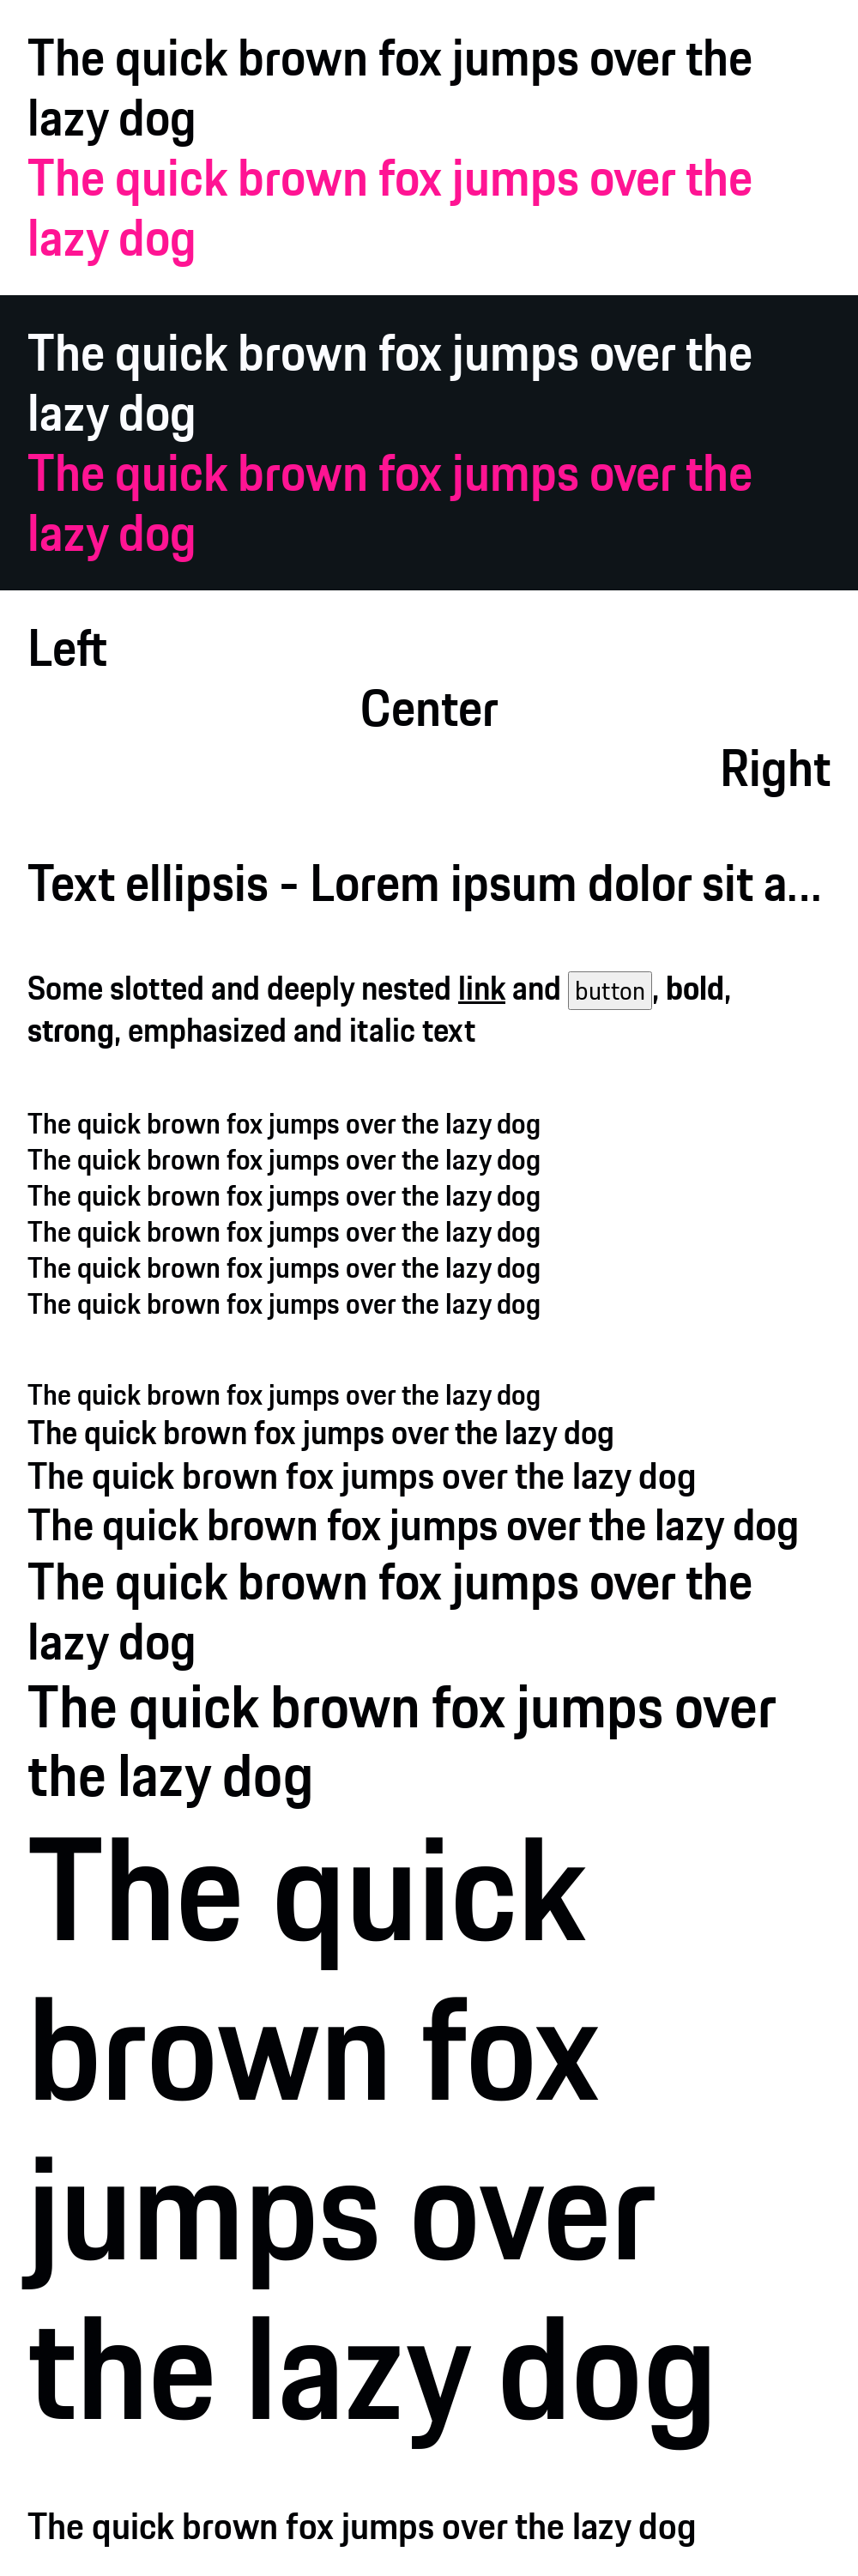 The quick brown fox jumps over the
lazy dog
The quick brown fox jumps over the
lazy dog
The quick brown fox jumps over the
lazy dog
The quick brown fox jumps over the
lazy dog
Left
Center
Right
Text ellipsis - Lorem ipsum dolor sit a...
Some slotted and deeply nested link and button, bold,
strong, emphasized and italic text
The quick brown fox jumps over the lazy dog
The quick brown fox jumps over the lazy dog
The quick brown fox jumps over the lazy dog
The quick brown fox jumps over the lazy dog
The quick brown fox jumps over the lazy dog
The quick brown fox jumps over the lazy dog
The quick brown fox jumps over the lazy dog
The quick brown fox jumps over the lazy dog
The quick brown fox jumps over the lazy dog
The quick brown fox jumps over the lazy dog
The quick brown fox jumps over the
lazy dog
The quick brown fox jumps over
the lazy dog
The quick
brown fox
jumps over
the lazy dog
The quick brown fox jumps over the lazy dog